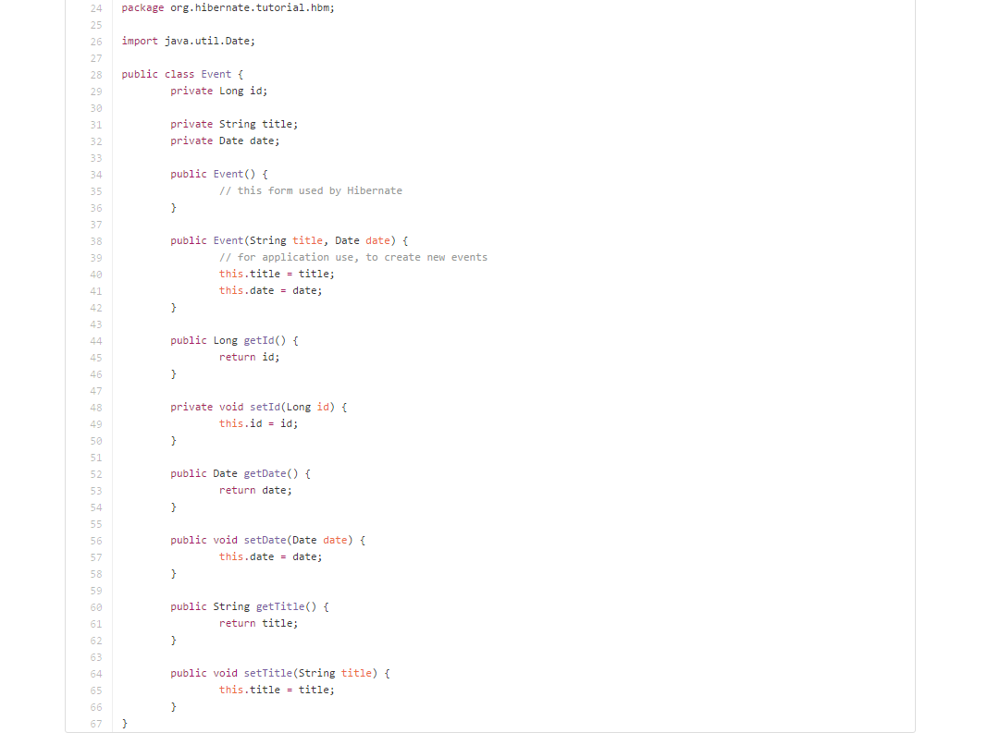 24 package org.hibernate.tutorial.hbm;
25
26 import java.util.Date;
27
28 public class Event {
29 private Long id;
30
31 private String title;
32 private Date date;
33
34 public Event() {
35 // this form used by Hibernate
36 }
37
38 public Event(String title, Date date) {
39 // for application use, to create new events
40 this.title = title;
41 this.date = date;
42 }
43
44 public Long getId() {
45 return id;
46 }
47
48 private void setId(Long id) {
49 this.id = id;
50 }
51
52 public Date getDate() {
53 return date;
54 }
55
56 public void setDate(Date date) {
57 this.date = date;
58 }
59
60 public String getTitle() {
61 return title;
62 }
63
64 public void setTitle(String title) {
65 this.title = title;
66 }
67 }